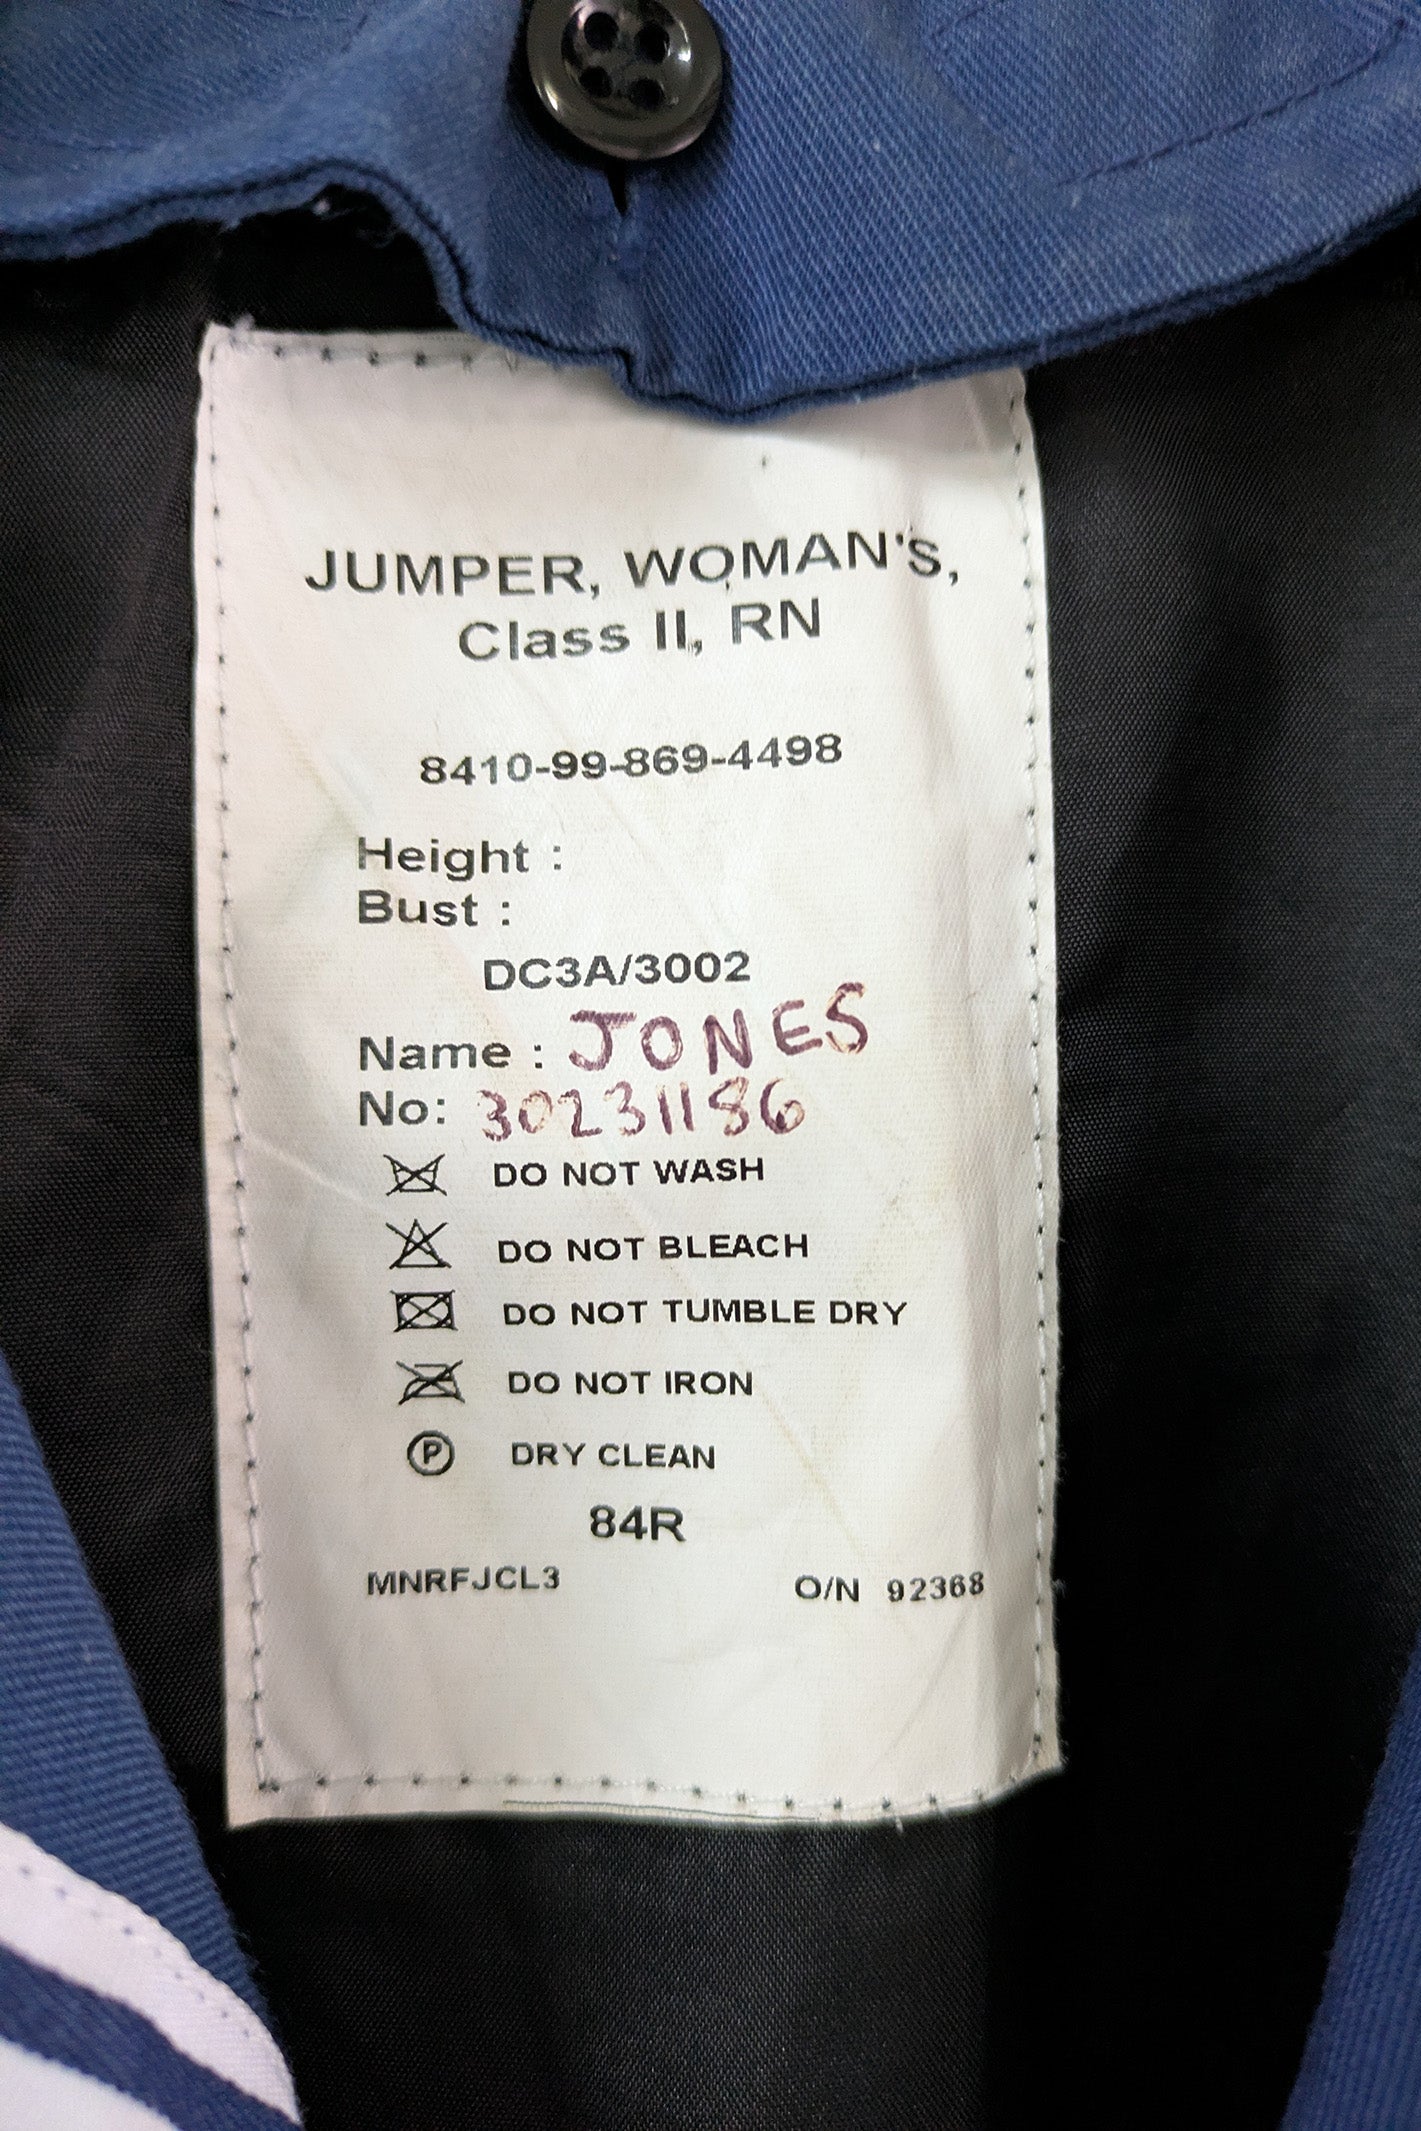 JUMPER, WOMAN'S,
Class II, RN
8410-99-869-4498
Height :
Bust :
DC3A/3002
Name : JONES
No: 30231186
DO NOT WASH
DO NOT BLEACH
DO NOT TUMBLE DRY
DO NOT IRON
P DRY CLEAN
84R
MNRFJCL3 O/N 92368